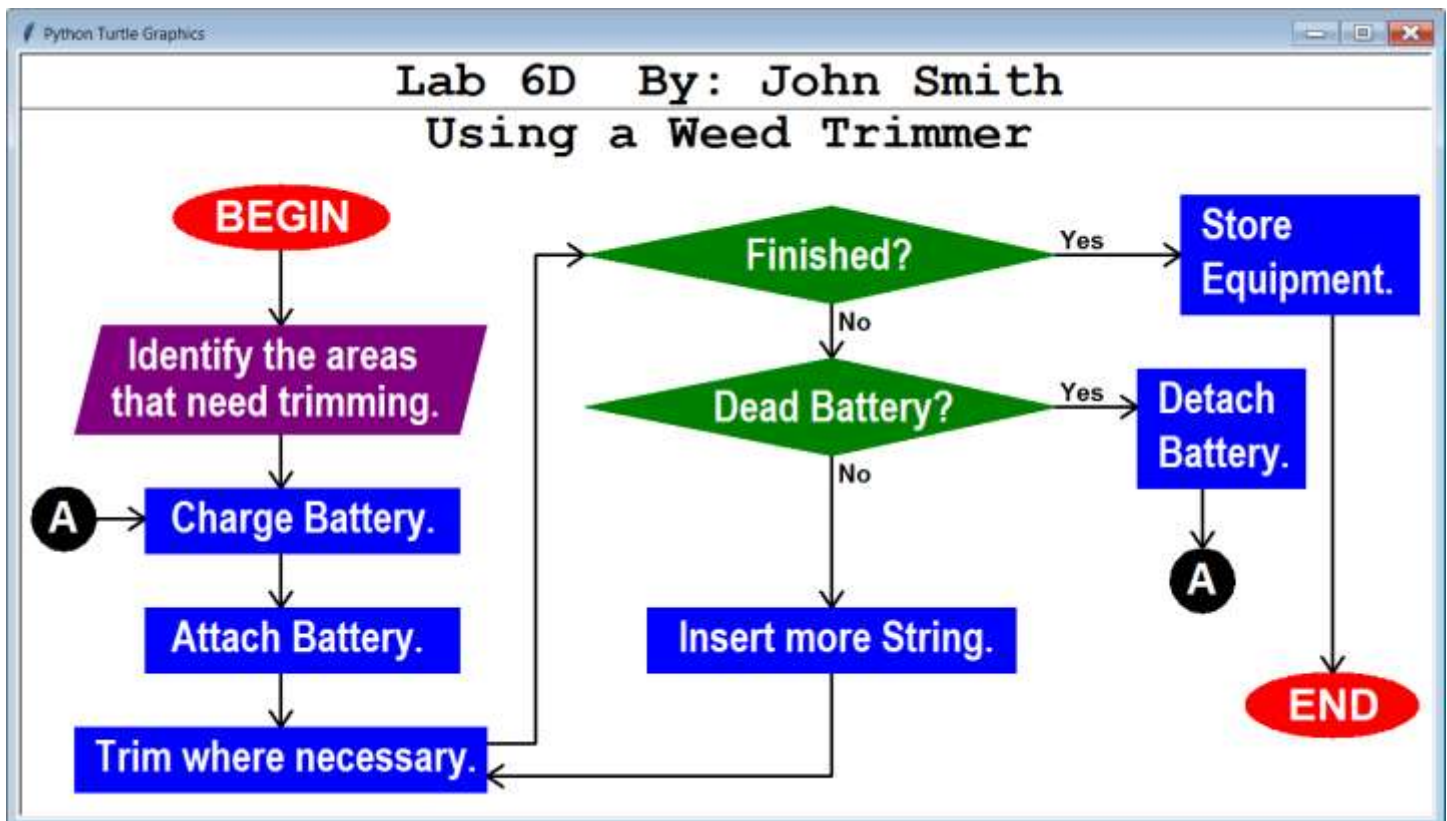 Python Turtle Graphics
Lab 6D By: John Smith
Using a Weed Trimmer
BEGIN
Identify the areas
that need trimming.
A
Charge Battery.
Attach Battery.
Trim where necessary.
Finished?
Yes
No
Store
Equipment.
Dead Battery?
Yes
No
Detach
Battery.
A
Insert more String.
END